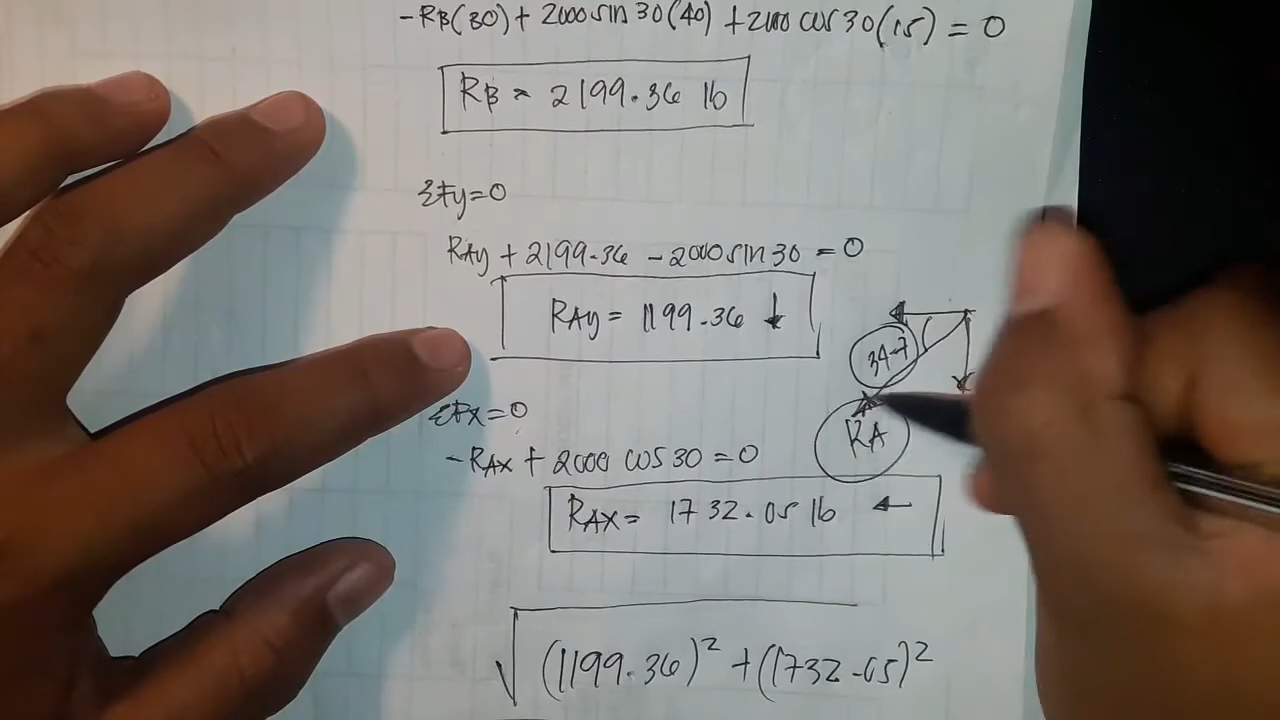 -RB(30) + 2000 sin 30(40) + 2000 cos 30(15) = 0
RB = 2199.36 lb
ΣFy=0
RAy + 2199.36 - 2000 sin 30 = 0
RAy = 1199.36 ↓
34.7
ΣFx=0
RA
-RAx + 2000 cos 30 = 0
RAx = 1732.05 lb ←
√(1199.36)² + (1732.05)²